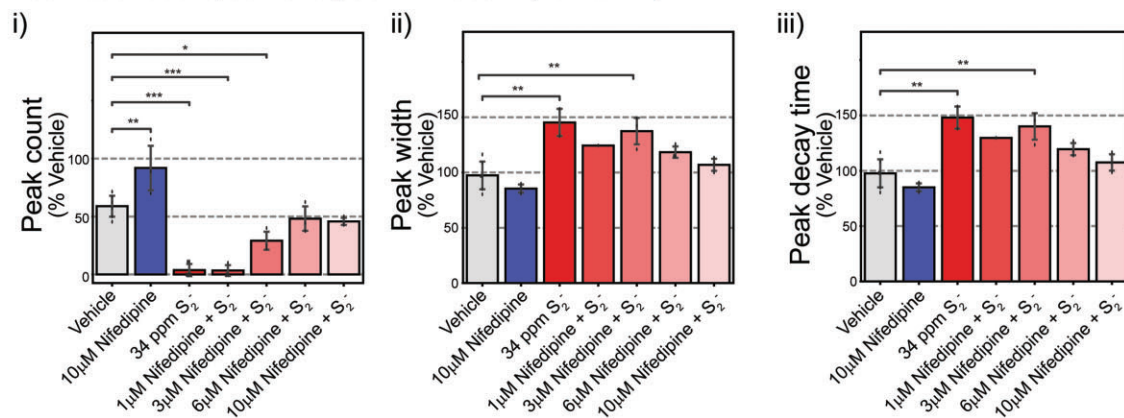 i)
Peak count
(% Vehicle)
100
50
0
*
***
***
**
Vehicle
10μM Nifedipine
34 ppm S₂⁻
1μM Nifedipine + S₂⁻
3μM Nifedipine + S₂⁻
6μM Nifedipine + S₂⁻
10μM Nifedipine + S₂⁻
ii)
Peak width
(% Vehicle)
150
100
50
0
**
**
Vehicle
10μM Nifedipine
34 ppm S₂⁻
1μM Nifedipine + S₂⁻
3μM Nifedipine + S₂⁻
6μM Nifedipine + S₂⁻
10μM Nifedipine + S₂⁻
iii)
Peak decay time
(% Vehicle)
150
100
50
0
**
**
Vehicle
10μM Nifedipine
34 ppm S₂⁻
1μM Nifedipine + S₂⁻
3μM Nifedipine + S₂⁻
6μM Nifedipine + S₂⁻
10μM Nifedipine + S₂⁻